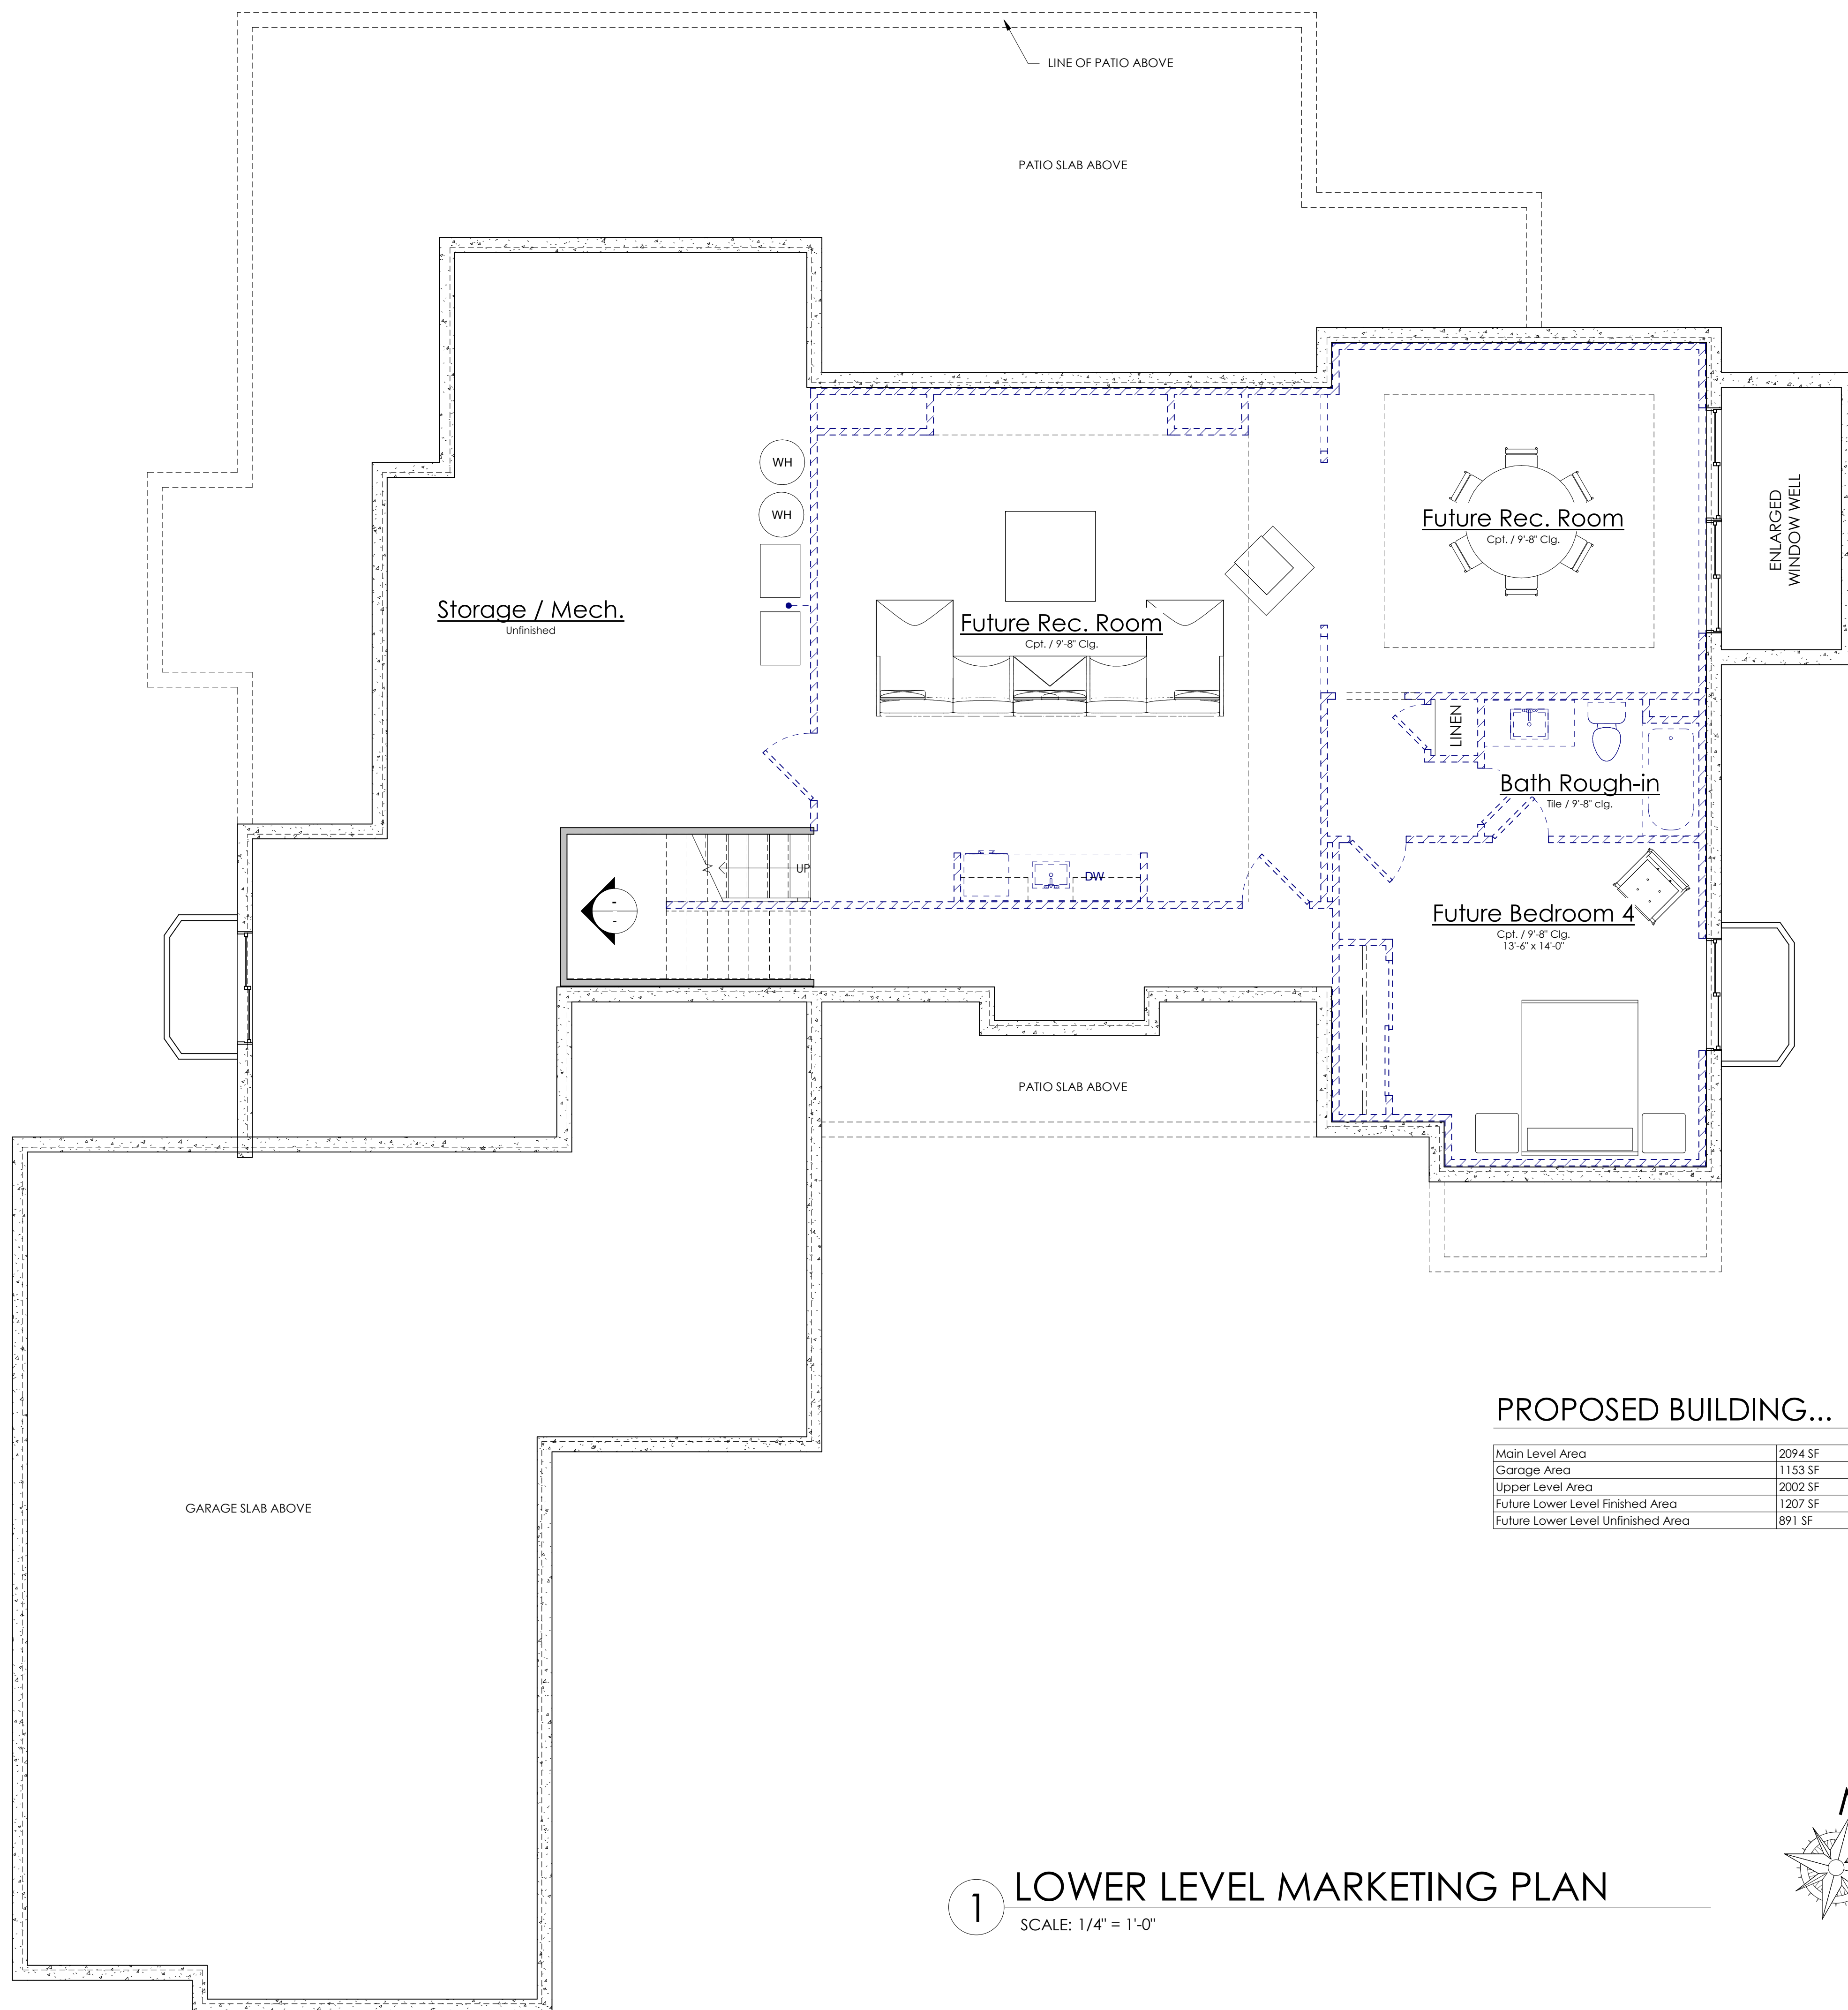 LINE OF PATIO ABOVE
PATIO SLAB ABOVE
WH
WH
Storage / Mech.
Unfinished
Future Rec. Room
Cpt. / 9'-8" Clg.
Future Rec. Room
Cpt. / 9'-8" Clg.
ENLARGED
WINDOW WELL
LINEN
Bath Rough-in
Tile / 9'-8" clg.
UP
DW
Future Bedroom 4
Cpt. / 9'-8" Clg.
13'-6" x 14'-0"
-
-
PATIO SLAB ABOVE
GARAGE SLAB ABOVE
PROPOSED BUILDING...
Main Level Area 2094 SF
Garage Area 1153 SF
Upper Level Area 2002 SF
Future Lower Level Finished Area 1207 SF
Future Lower Level Unfinished Area 891 SF
1 LOWER LEVEL MARKETING PLAN
SCALE: 1/4" = 1'-0"